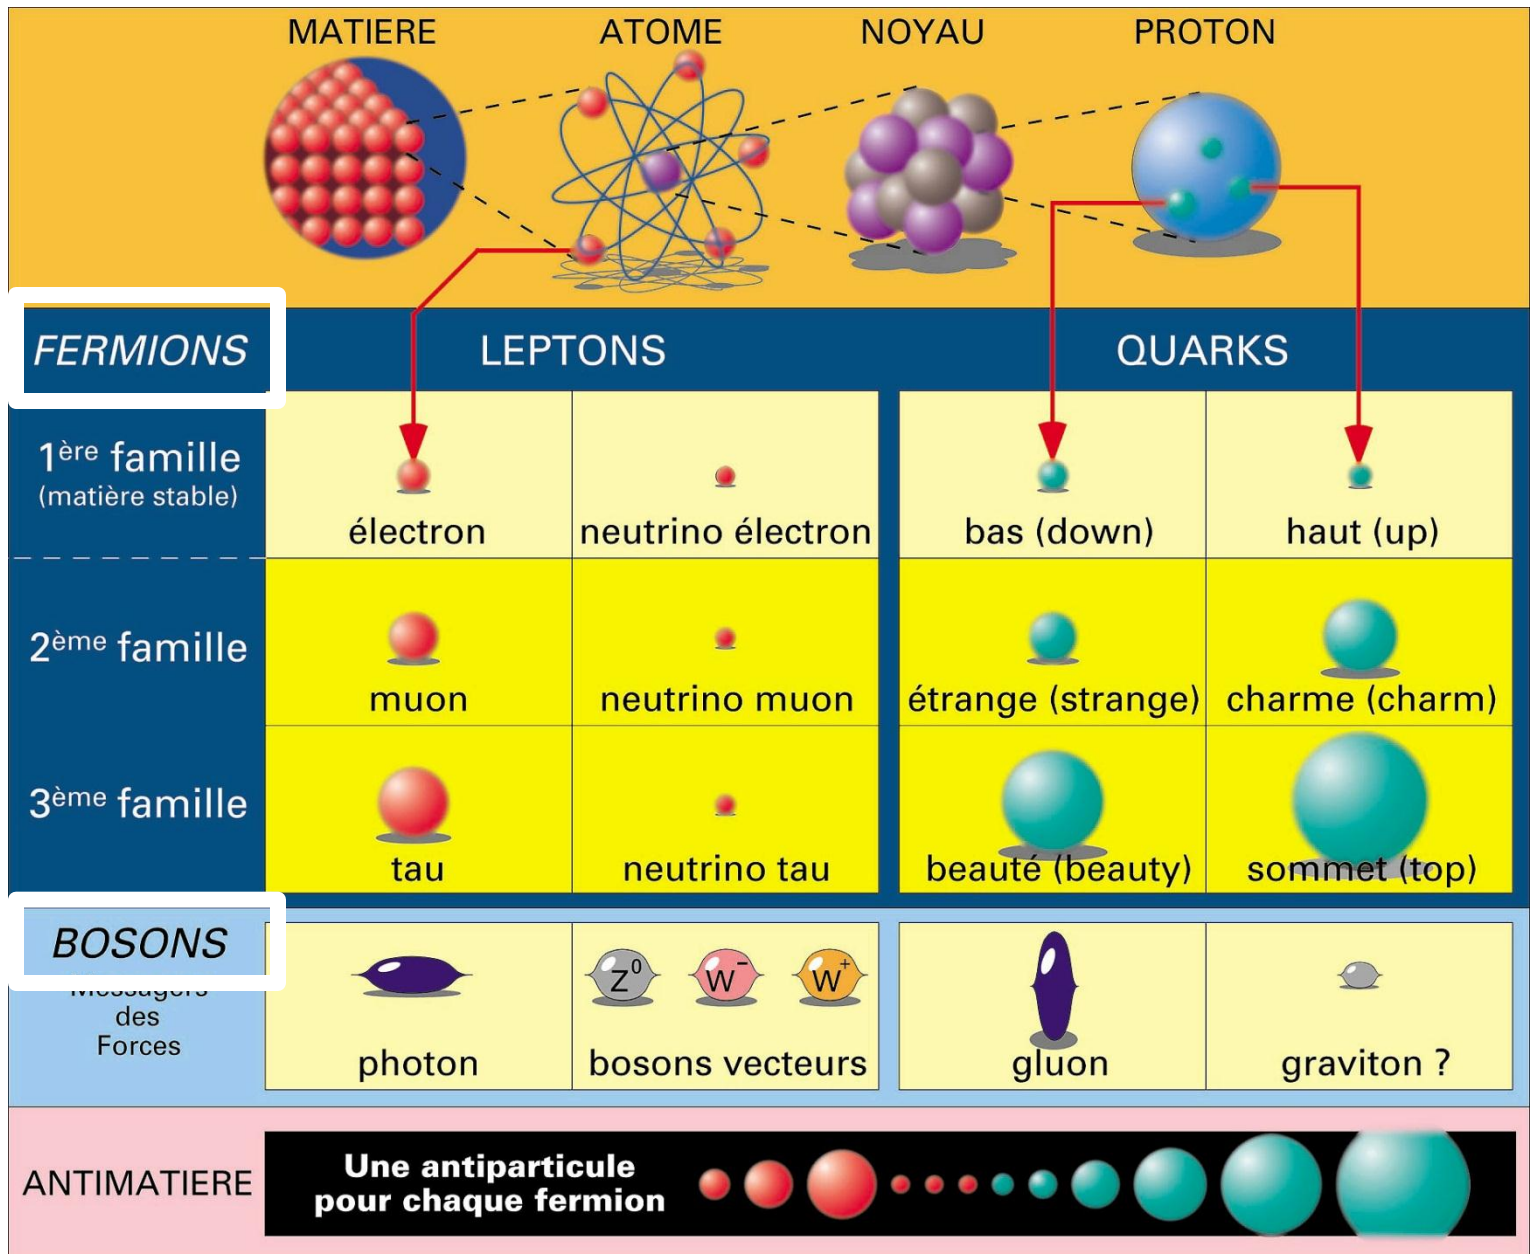 MATIERE ATOME NOYAU PROTON
FERMIONS LEPTONS QUARKS
1ère famille
(matière stable)
électron neutrino électron bas (down) haut (up)
2ème famille
muon neutrino muon étrange (strange) charme (charm)
3ème famille
tau neutrino tau beauté (beauty) sommet (top)
BOSONS
Messagers
des
Forces
Z0 W- W+
photon bosons vecteurs gluon graviton ?
ANTIMATIERE
Une antiparticule
pour chaque fermion